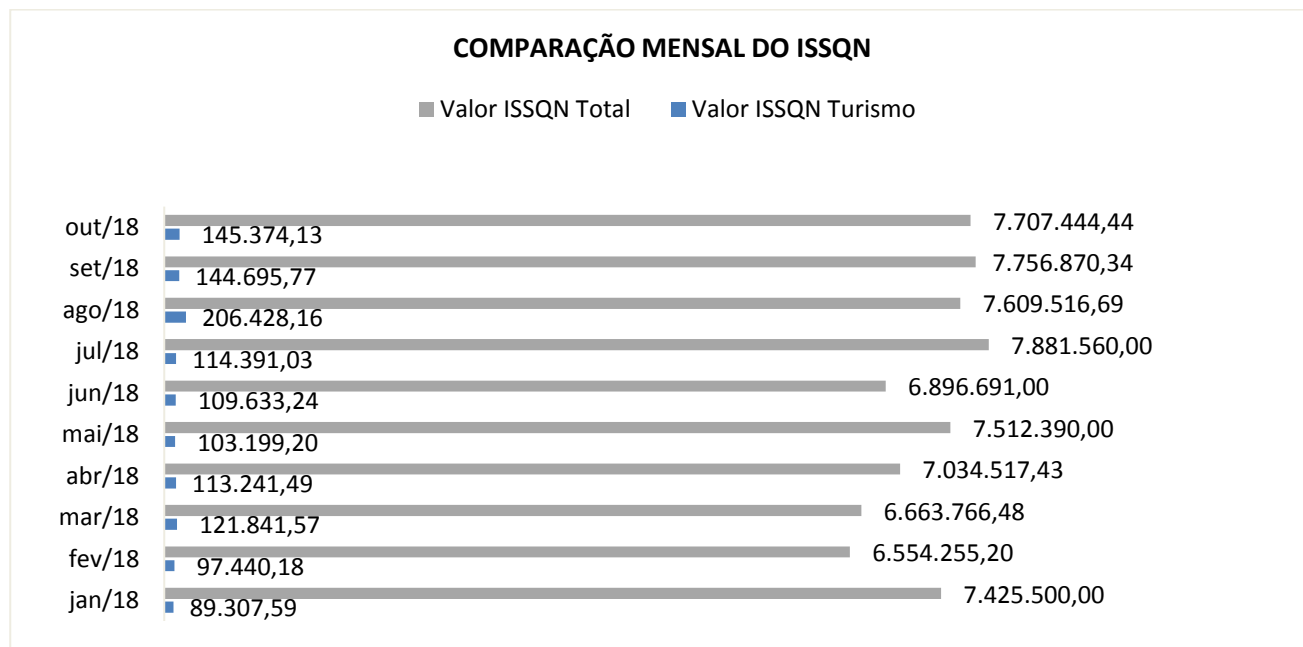 COMPARAÇÃO MENSAL DO ISSQN
Valor ISSQN Total Valor ISSQN Turismo
out/18 7.707.444,44
145.374,13
set/18 7.756.870,34
144.695,77
ago/18 7.609.516,69
206.428,16
jul/18 7.881.560,00
114.391,03
jun/18 6.896.691,00
109.633,24
mai/18 7.512.390,00
103.199,20
abr/18 7.034.517,43
113.241,49
mar/18 6.663.766,48
121.841,57
fev/18 6.554.255,20
97.440,18
jan/18 7.425.500,00
89.307,59